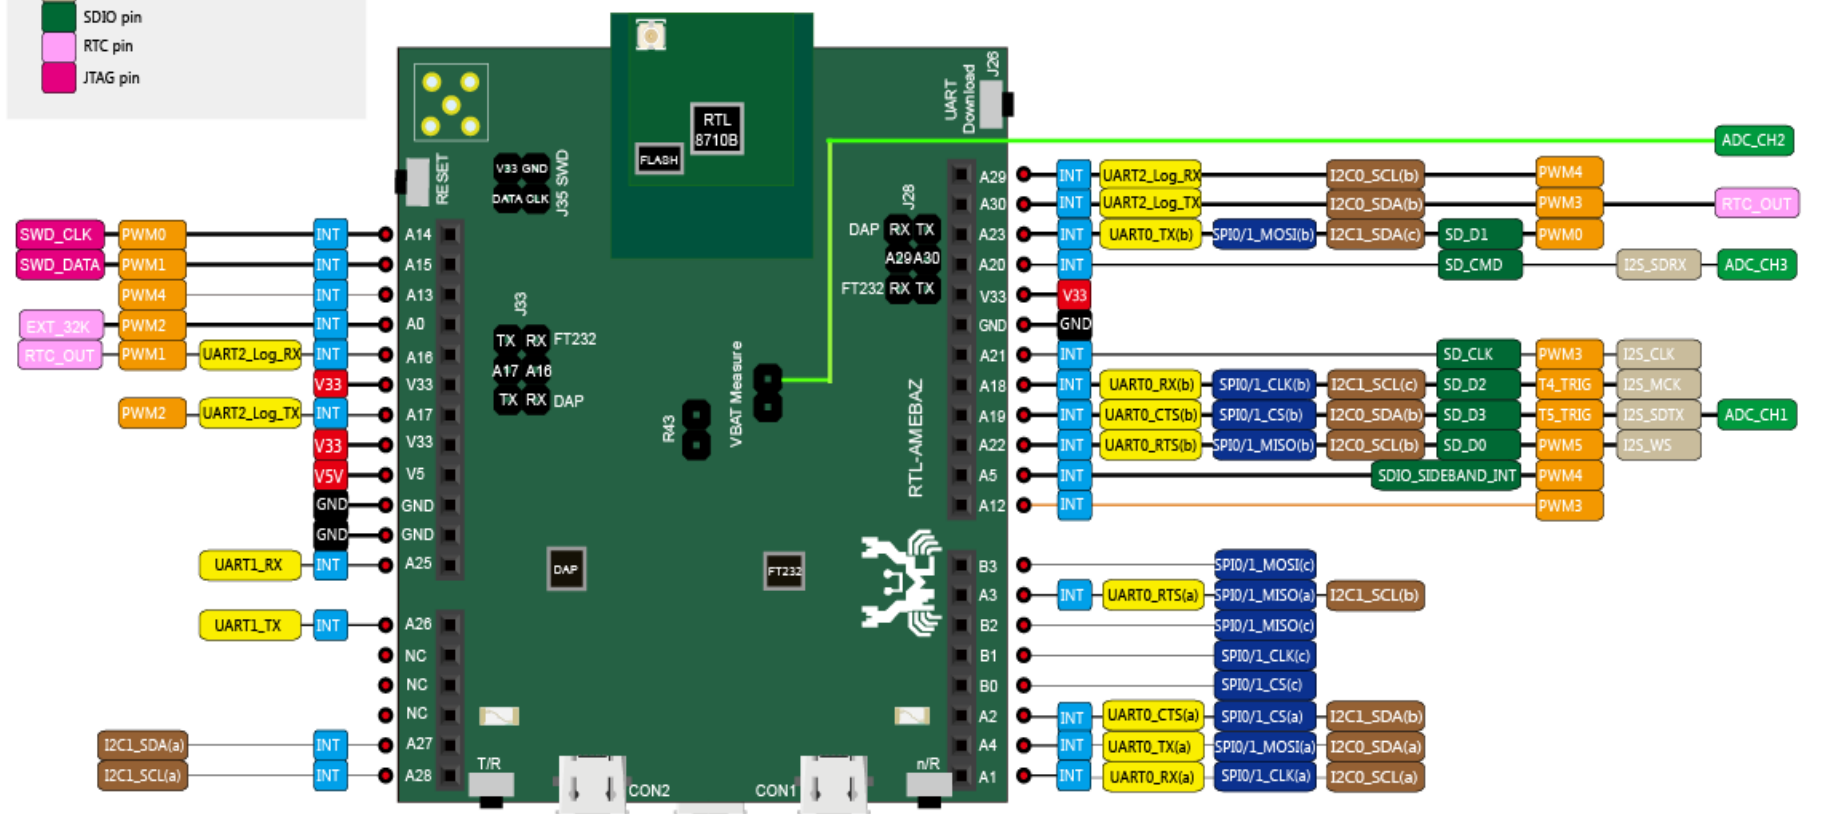 SDIO pin
RTC pin
JTAG pin
RTL
8710B
FLASH
UART
Download
J26
RESET
V33 GND
DATA CLK
J35 SWD
J28
DAP RX TX
A29 A30
FT232 RX TX
J33
TX RX FT232
A17 A16
TX RX DAP
R43
VBAT Measure
RTL-AMEBAZ
DAP
FT232
T/R
CON2
CON1
n/R
SWD_CLK PWM0 INT A14
SWD_DATA PWM1 INT A15
PWM4 INT A13
EXT_32K PWM2 INT A0
RTC_OUT PWM1 UART2_Log_RX INT A16
V33 V33
PWM2 UART2_Log_TX INT A17
V33 V33
V5V V5
GND GND
GND GND
UART1_RX INT A25
UART1_TX INT A26
NC
NC
NC
I2C1_SDA(a) INT A27
I2C1_SCL(a) INT A28
ADC_CH2
A29 INT UART2_Log_RX I2C0_SCL(b) PWM4
A30 INT UART2_Log_TX I2C0_SDA(b) PWM3 RTC_OUT
A23 INT UART0_TX(b) SPI0/1_MOSI(b) I2C1_SDA(c) SD_D1 PWM0
A20 INT SD_CMD I2S_SDRX ADC_CH3
V33 V33
GND GND
A21 INT SD_CLK PWM3 I2S_CLK
A18 INT UART0_RX(b) SPI0/1_CLK(b) I2C1_SCL(c) SD_D2 T4_TRIG I2S_MCK
A19 INT UART0_CTS(b) SPI0/1_CS(b) I2C0_SDA(b) SD_D3 T5_TRIG I2S_SDTX ADC_CH1
A22 INT UART0_RTS(b) SPI0/1_MISO(b) I2C0_SCL(b) SD_D0 PWM5 I2S_WS
A5 INT SDIO_SIDEBAND_INT PWM4
A12 INT PWM3
B3 SPI0/1_MOSI(c)
A3 INT UART0_RTS(a) SPI0/1_MISO(a) I2C1_SCL(b)
B2 SPI0/1_MISO(c)
B1 SPI0/1_CLK(c)
B0 SPI0/1_CS(c)
A2 INT UART0_CTS(a) SPI0/1_CS(a) I2C1_SDA(b)
A4 INT UART0_TX(a) SPI0/1_MOSI(a) I2C0_SDA(a)
A1 INT UART0_RX(a) SPI0/1_CLK(a) I2C0_SCL(a)